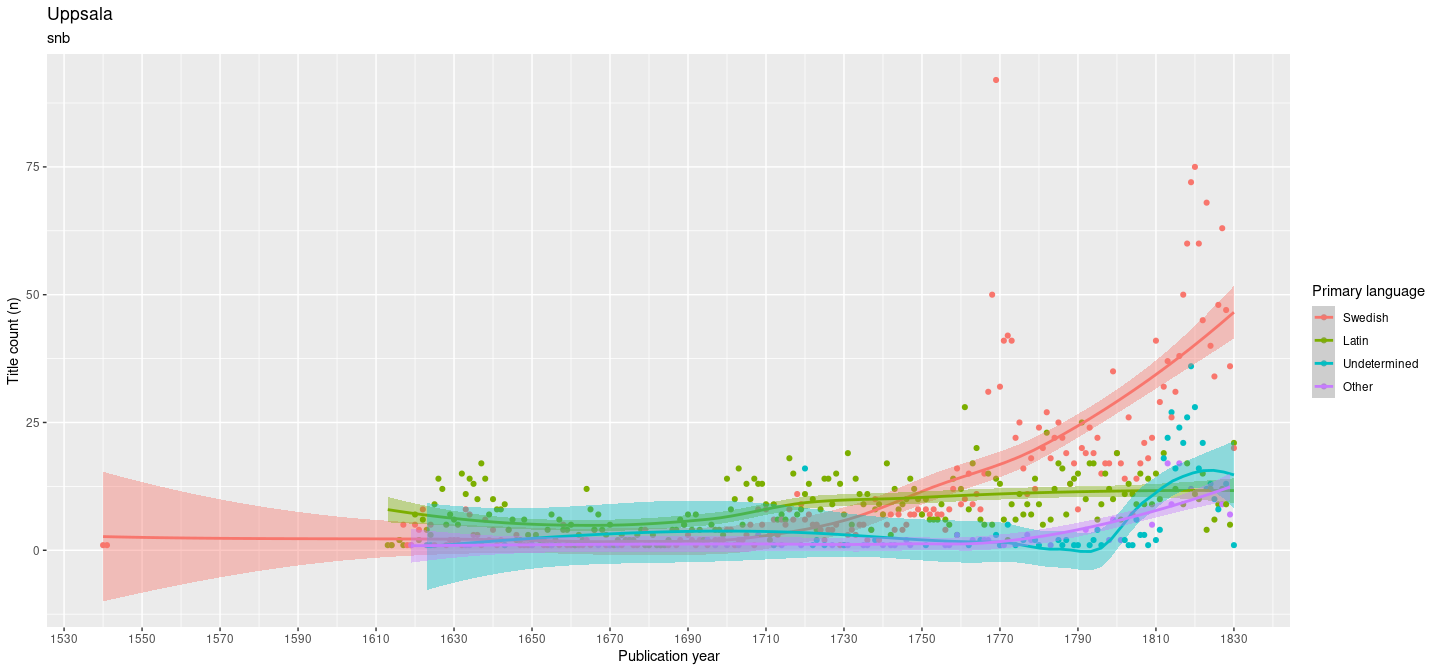 Uppsala
snb
Title count (n)
75
50
25
0
1530 1550 1570 1590 1610 1630 1650 1670 1690 1710 1730 1750 1770 1790 1810 1830
Publication year
Primary language
Swedish
Latin
Undetermined
Other